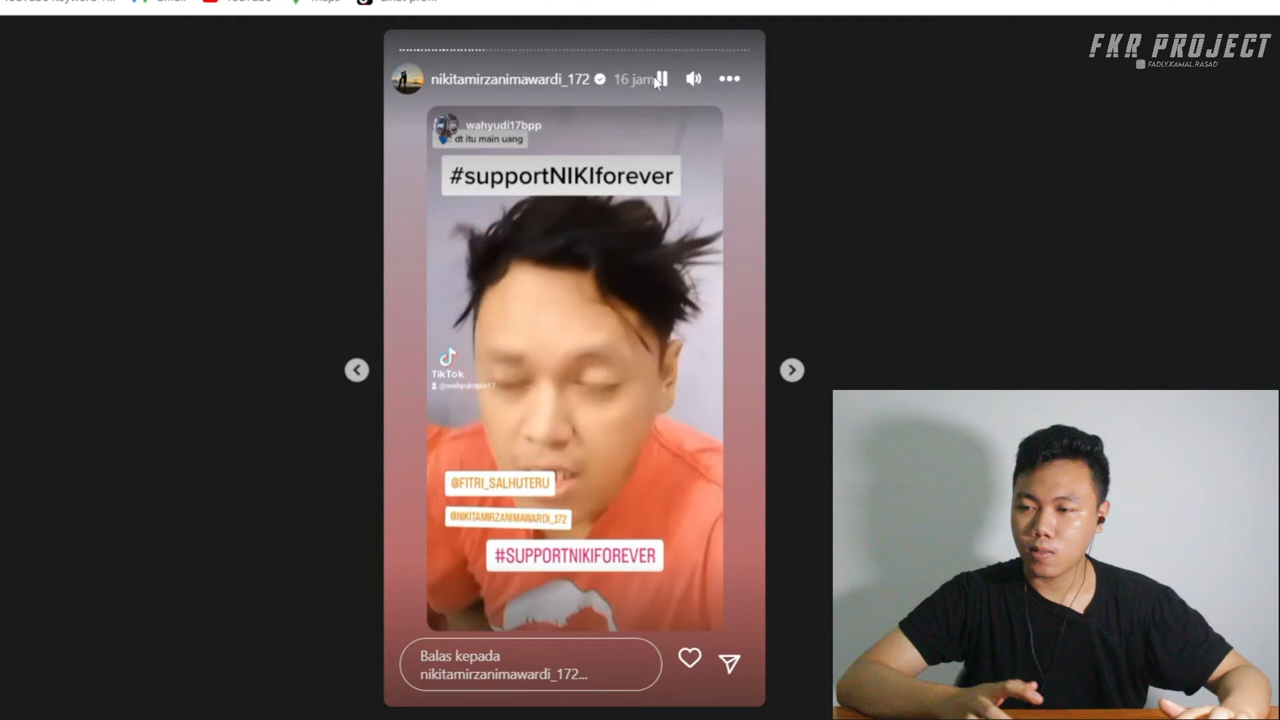 YouTube
FKR PROJECT
FADLY.KAMAL.RASAD
nikitamirzanimawardi_172
16 jam
wahyudi17bpp
dt itu main uang
#supportNIKIforever
TikTok
@FITRI_SALHUTERU
@NIKITAMIRZANIMAWARDI_172
#SUPPORTNIKIFOREVER
Balas kepada
nikitamirzanimawardi_172...